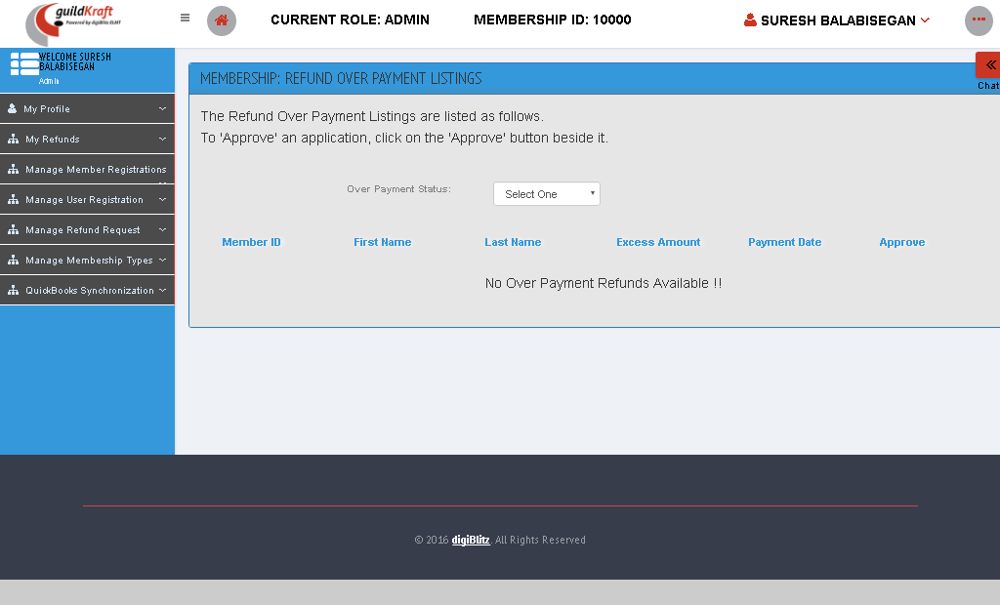 guildKraft
Powered by digiBlitz ELMT
CURRENT ROLE: ADMIN
MEMBERSHIP ID: 10000
SURESH BALABISEGAN
WELCOME SURESH
BALABISEGAN
Admin
Chat
My Profile
My Refunds
Manage Member Registrations
Manage User Registration
Manage Refund Request
Manage Membership Types
QuickBooks Synchronization
MEMBERSHIP: REFUND OVER PAYMENT LISTINGS
The Refund Over Payment Listings are listed as follows.
To 'Approve' an application, click on the 'Approve' button beside it.
Over Payment Status: Select One
Member ID First Name Last Name Excess Amount Payment Date Approve
No Over Payment Refunds Available !!
© 2016 digiBlitz. All Rights Reserved